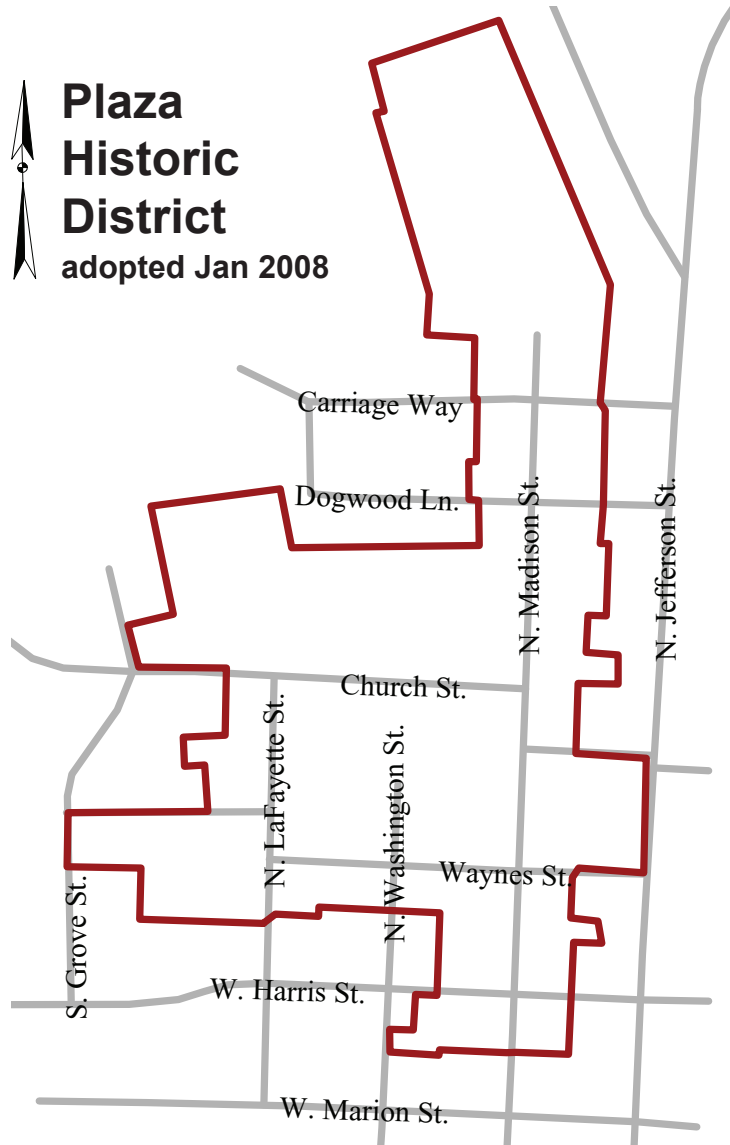 Plaza
Historic
District
adopted Jan 2008
Carriage Way
Dogwood Ln.
N. Madison St.
N. Jefferson St.
Church St.
N. LaFayette St.
N. Washington St.
Waynes St.
S. Grove St.
W. Harris St.
W. Marion St.